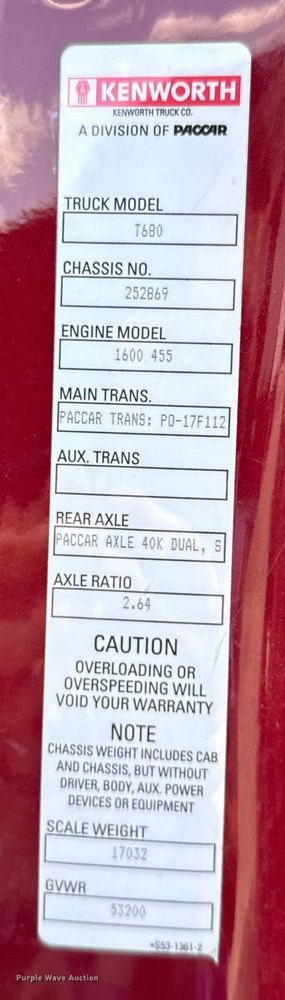 KENWORTH
KENWORTH TRUCK CO.
A DIVISION OF PACCAR
TRUCK MODEL
T680
CHASSIS NO.
252869
ENGINE MODEL
1600 455
MAIN TRANS.
PACCAR TRANS: PO-17F112
AUX. TRANS
REAR AXLE
PACCAR AXLE 40K DUAL, S
AXLE RATIO
2.64
CAUTION
OVERLOADING OR
OVERSPEEDING WILL
VOID YOUR WARRANTY
NOTE
CHASSIS WEIGHT INCLUDES CAB
AND CHASSIS, BUT WITHOUT
DRIVER, BODY, AUX. POWER
DEVICES OR EQUIPMENT
SCALE WEIGHT
17032
GVWR
53200
*S53-1361-2
Purple Wave Auction